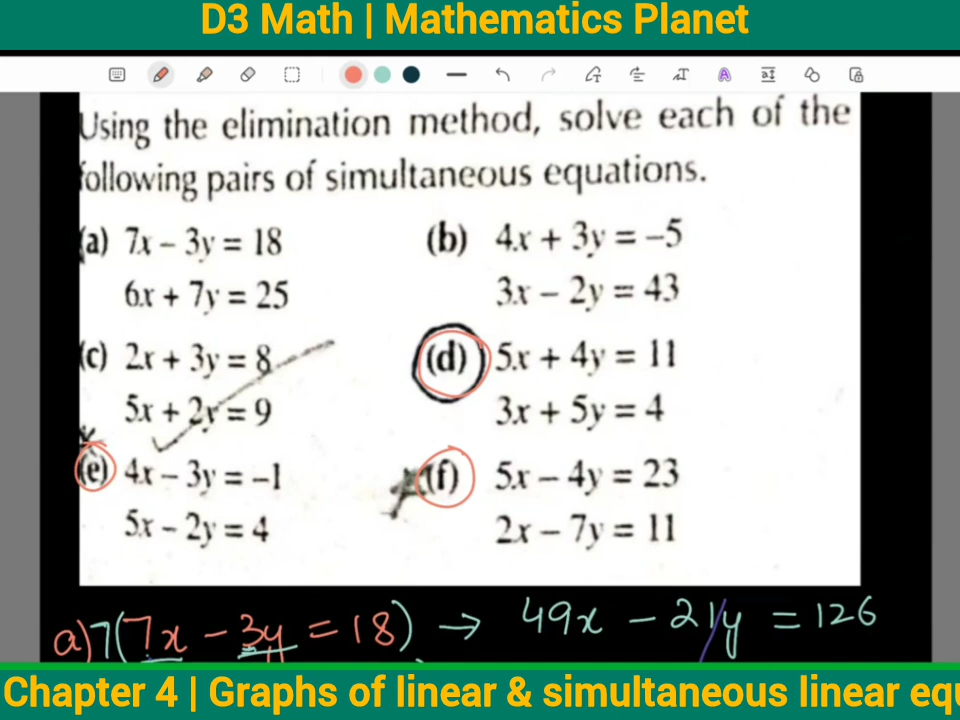 D3 Math | Mathematics Planet
Using the elimination method, solve each of the
following pairs of simultaneous equations.
(a) 7x – 3y = 18 (b) 4x + 3y = –5
6x + 7y = 25 3x – 2y = 43
(c) 2x + 3y = 8 (d) 5x + 4y = 11
5x + 2y = 9 3x + 5y = 4
(e) 4x – 3y = –1 (f) 5x – 4y = 23
5x – 2y = 4 2x – 7y = 11
a) 7(7x – 3y = 18) → 49x – 21y = 126
Chapter 4 | Graphs of linear & simultaneous linear equ